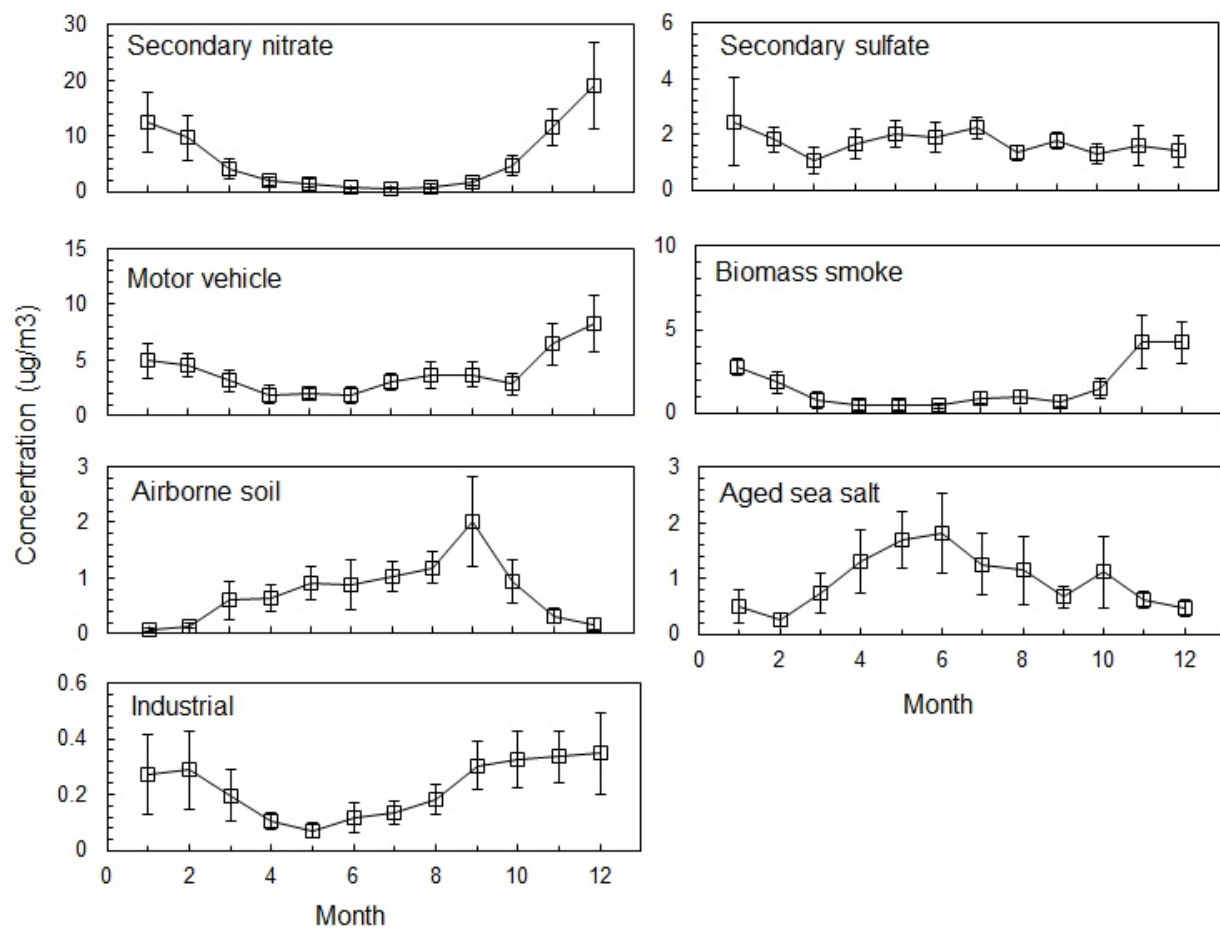 Concentration (ug/m3)
30
20
10
0
Secondary nitrate
6
4
2
0
Secondary sulfate
15
10
5
0
Motor vehicle
10
5
0
Biomass smoke
3
2
1
0
Airborne soil
3
2
1
0
Aged sea salt
0 2 4 6 8 10 12
Month
0.6
0.4
0.2
0
Industrial
0 2 4 6 8 10 12
Month